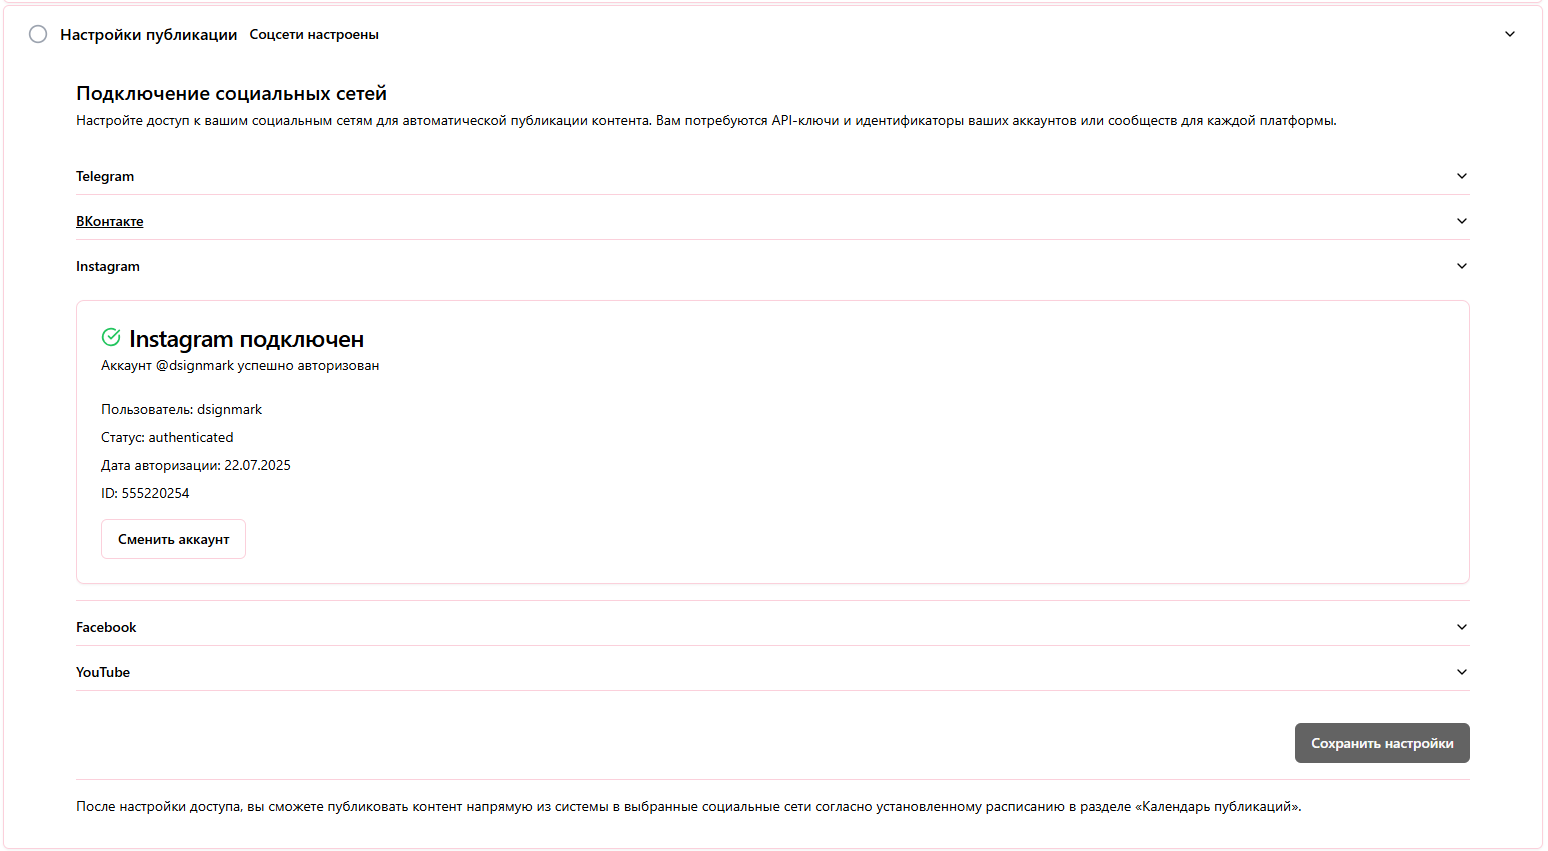 Настройки публикации Соцсети настроены
Подключение социальных сетей
Настройте доступ к вашим социальным сетям для автоматической публикации контента. Вам потребуются API-ключи и идентификаторы ваших аккаунтов или сообществ для каждой платформы.
Telegram
ВКонтакте
Instagram
Instagram подключен
Аккаунт @dsignmark успешно авторизован
Пользователь: dsignmark
Статус: authenticated
Дата авторизации: 22.07.2025
ID: 555220254
Сменить аккаунт
Facebook
YouTube
Сохранить настройки
После настройки доступа, вы сможете публиковать контент напрямую из системы в выбранные социальные сети согласно установленному расписанию в разделе «Календарь публикаций».